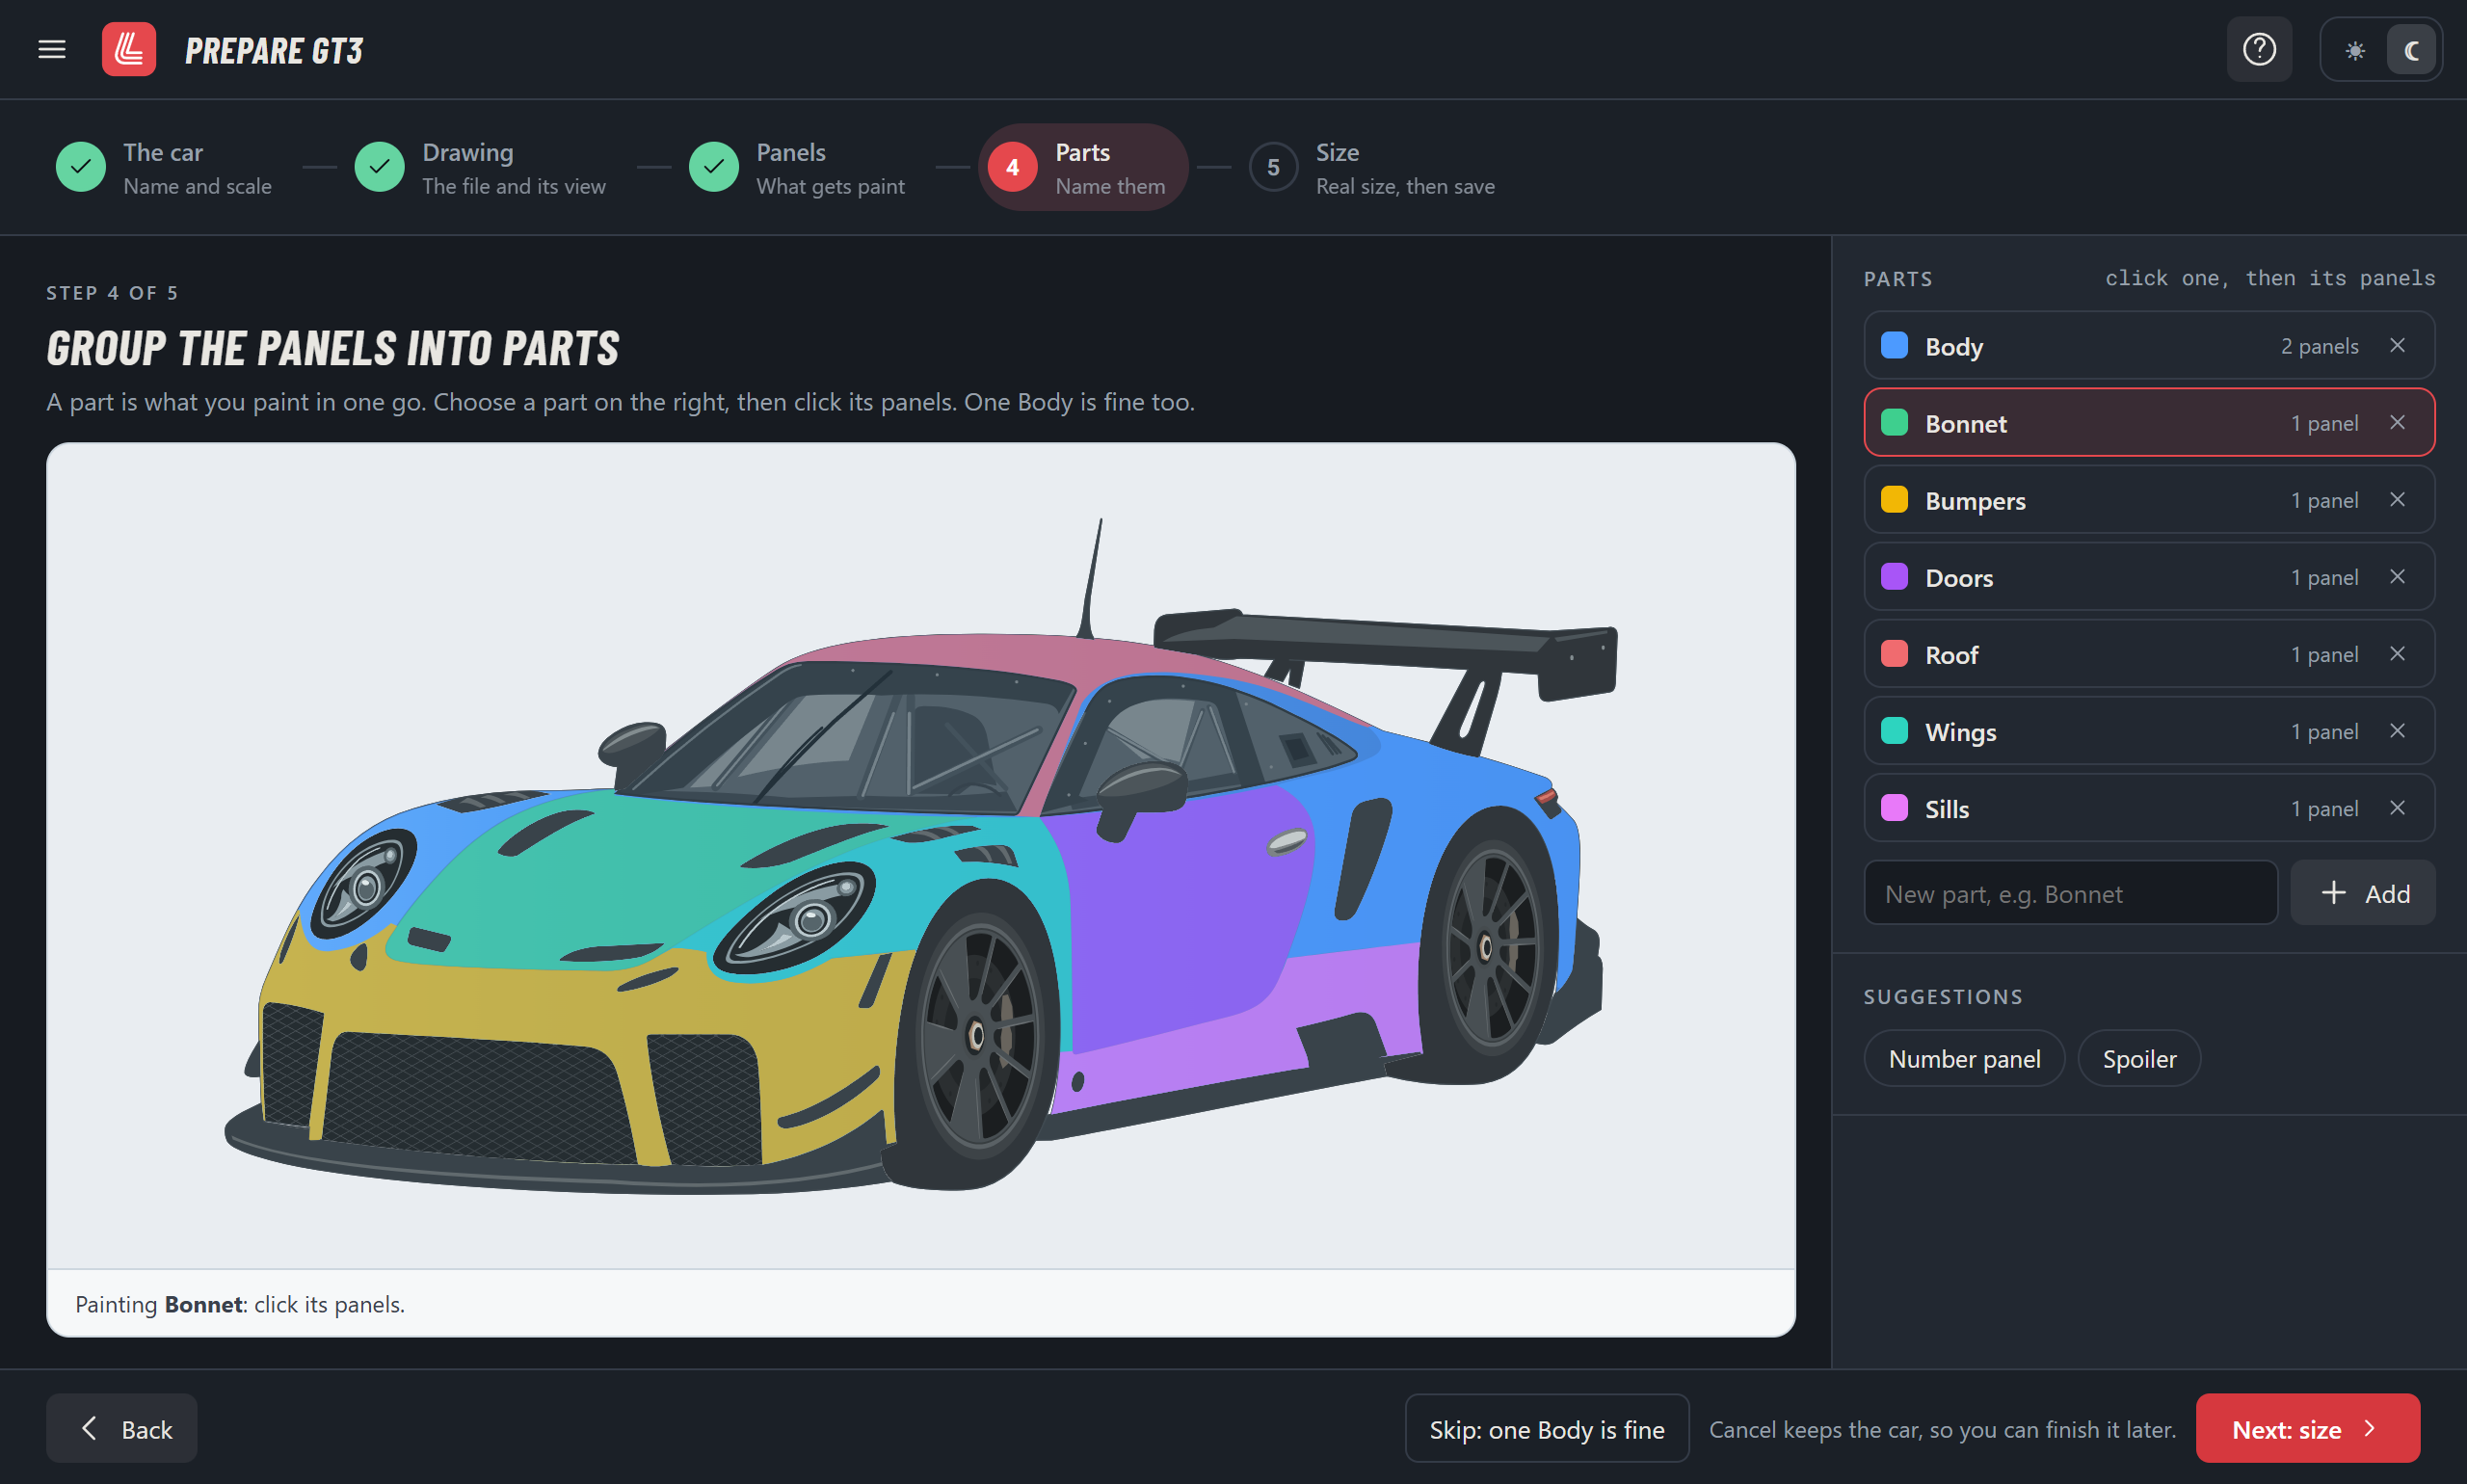 PREPARE GT3
The car
Name and scale
Drawing
The file and its view
Panels
What gets paint
4
Parts
Name them
5
Size
Real size, then save
STEP 4 OF 5
GROUP THE PANELS INTO PARTS
A part is what you paint in one go. Choose a part on the right, then click its panels. One Body is fine too.
Painting Bonnet: click its panels.
PARTS
click one, then its panels
Body
2 panels
Bonnet
1 panel
Bumpers
1 panel
Doors
1 panel
Roof
1 panel
Wings
1 panel
Sills
1 panel
New part, e.g. Bonnet
Add
SUGGESTIONS
Number panel
Spoiler
Back
Skip: one Body is fine
Cancel keeps the car, so you can finish it later.
Next: size